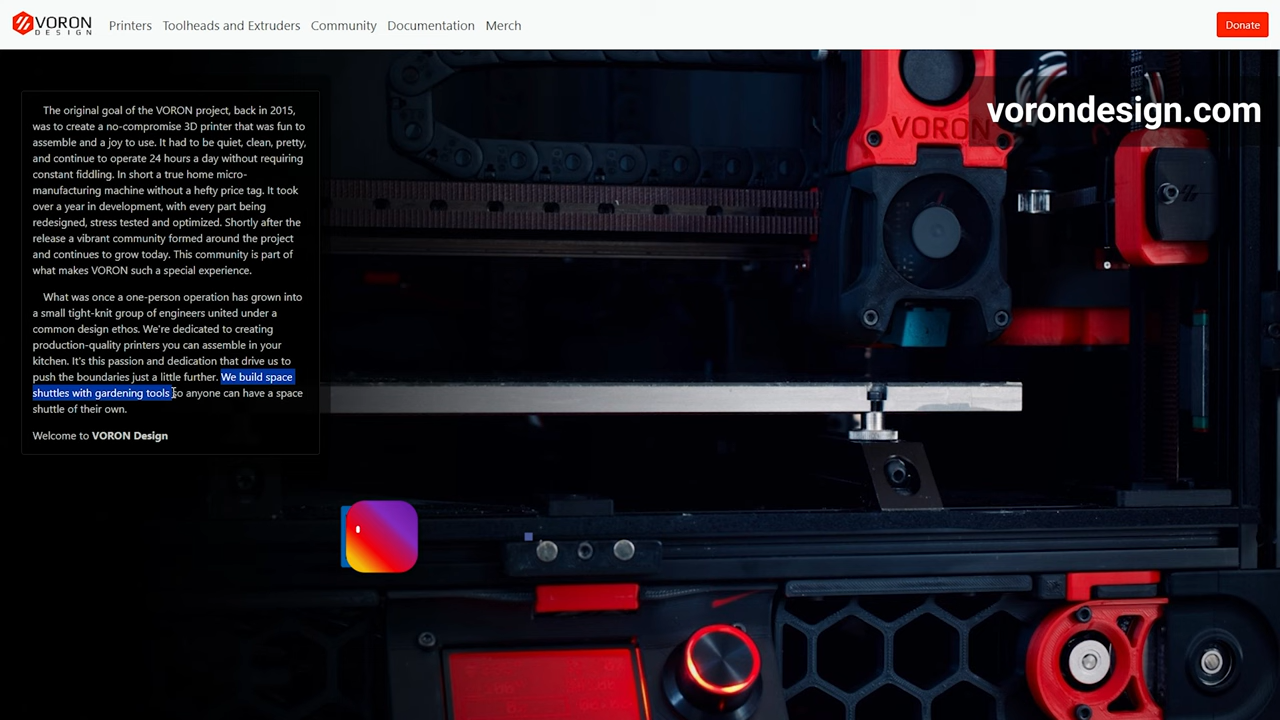 VORON
DESIGN
Printers
Toolheads and Extruders
Community
Documentation
Merch
Donate
vorondesign.com
VORON
The original goal of the VORON project, back in 2015,
was to create a no-compromise 3D printer that was fun to
assemble and a joy to use. It had to be quiet, clean, pretty,
and continue to operate 24 hours a day without requiring
constant fiddling. In short a true home micro-
manufacturing machine without a hefty price tag. It took
over a year in development, with every part being
redesigned, stress tested and optimized. Shortly after the
release a vibrant community formed around the project
and continues to grow today. This community is part of
what makes VORON such a special experience.
What was once a one-person operation has grown into
a small tight-knit group of engineers united under a
common design ethos. We're dedicated to creating
production-quality printers you can assemble in your
kitchen. It's this passion and dedication that drive us to
push the boundaries just a little further. We build space
shuttles with gardening tools so anyone can have a space
shuttle of their own.
Welcome to VORON Design